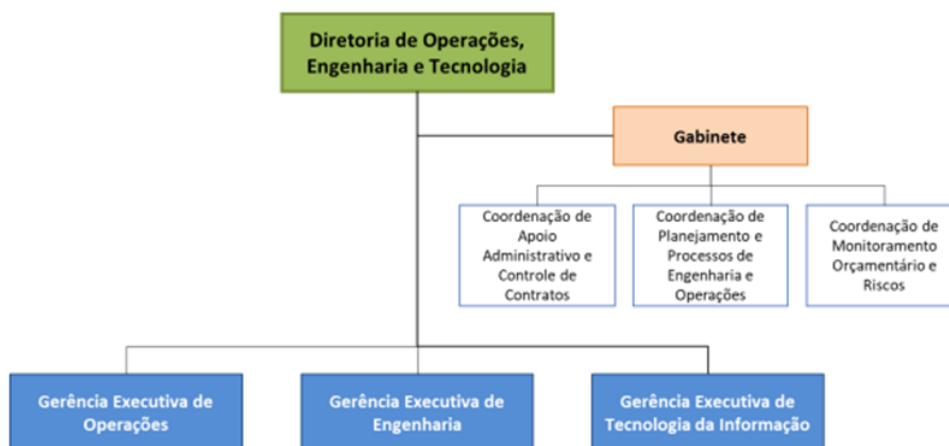 Diretoria de Operações,
Engenharia e Tecnologia
Gabinete
Coordenação de
Apoio
Administrativo e
Controle de
Contratos
Coordenação de
Planejamento e
Processos de
Engenharia e
Operações
Coordenação de
Monitoramento
Orçamentário e
Riscos
Gerência Executiva de
Operações
Gerência Executiva de
Engenharia
Gerência Executiva de
Tecnologia da Informação